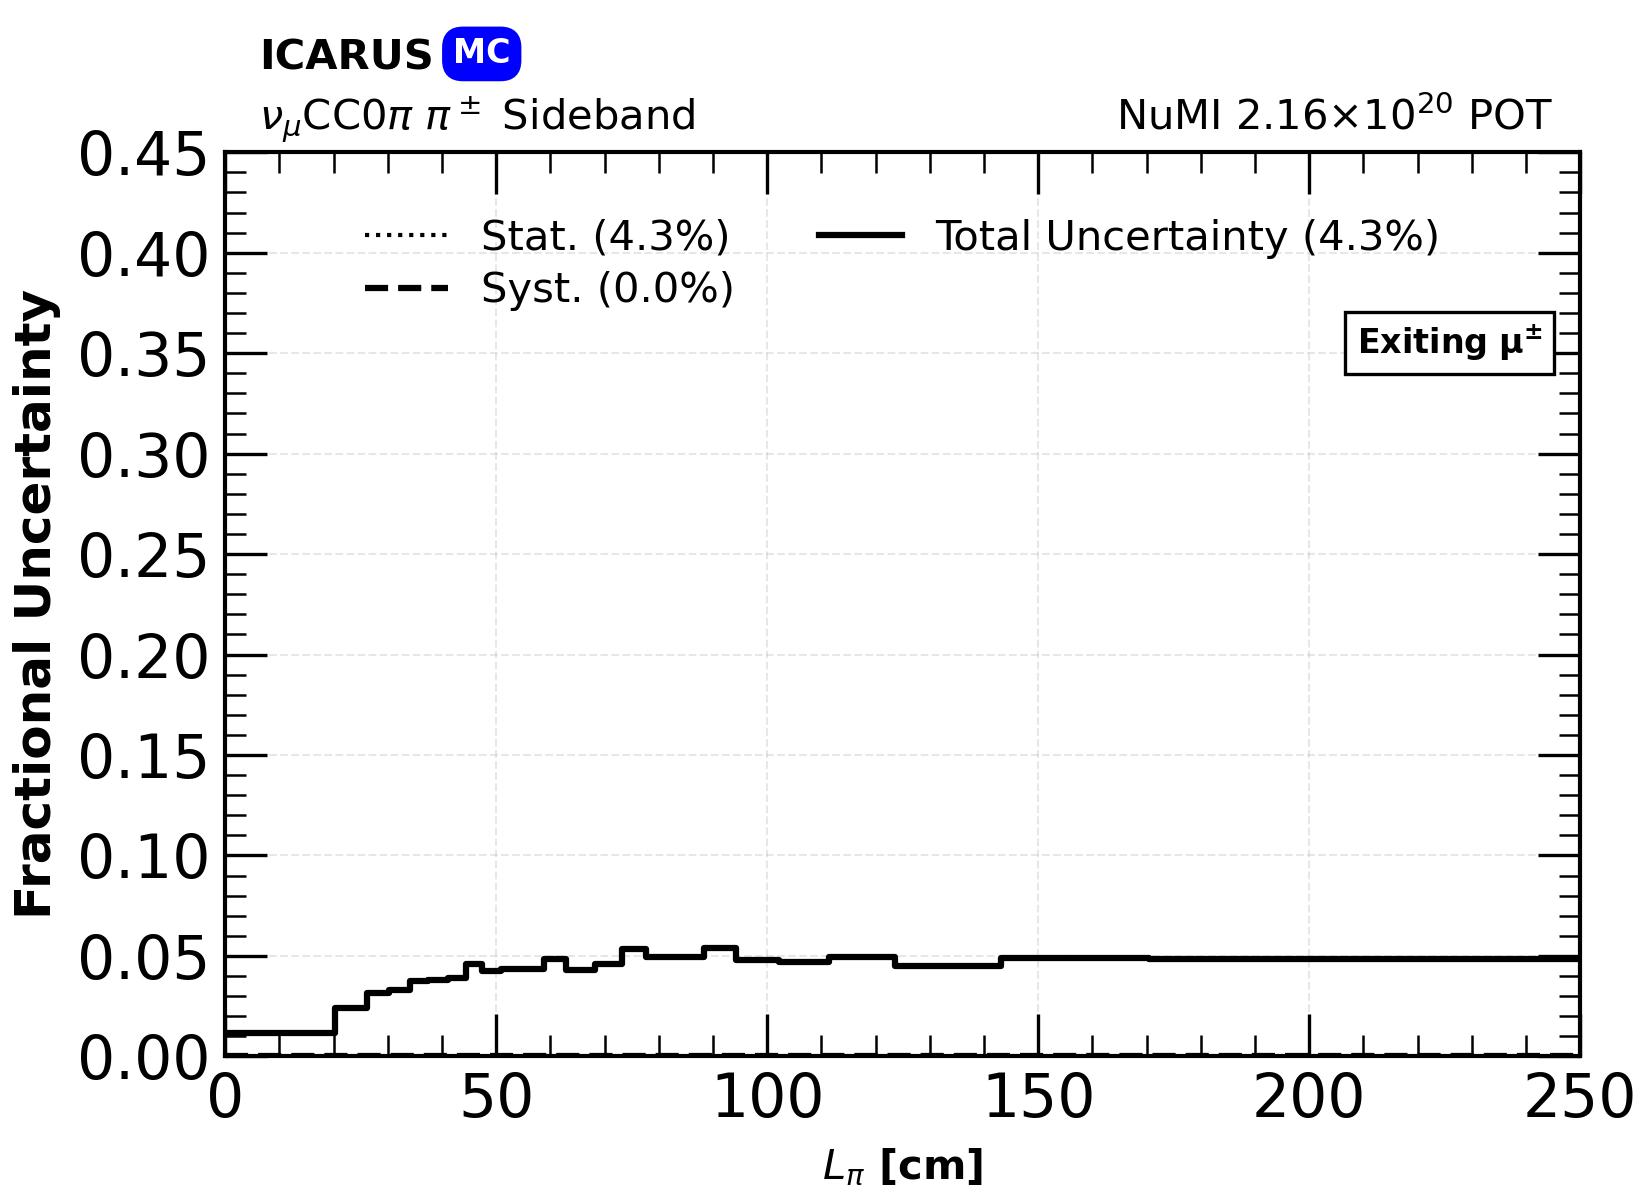 ICARUS MC
νμCC0π π± Sideband
NuMI 2.16×10²⁰ POT
Stat. (4.3%)
Syst. (0.0%)
Total Uncertainty (4.3%)
Exiting μ±
Fractional Uncertainty
0.45
0.40
0.35
0.30
0.25
0.20
0.15
0.10
0.05
0.00
0 50 100 150 200 250
Lπ [cm]